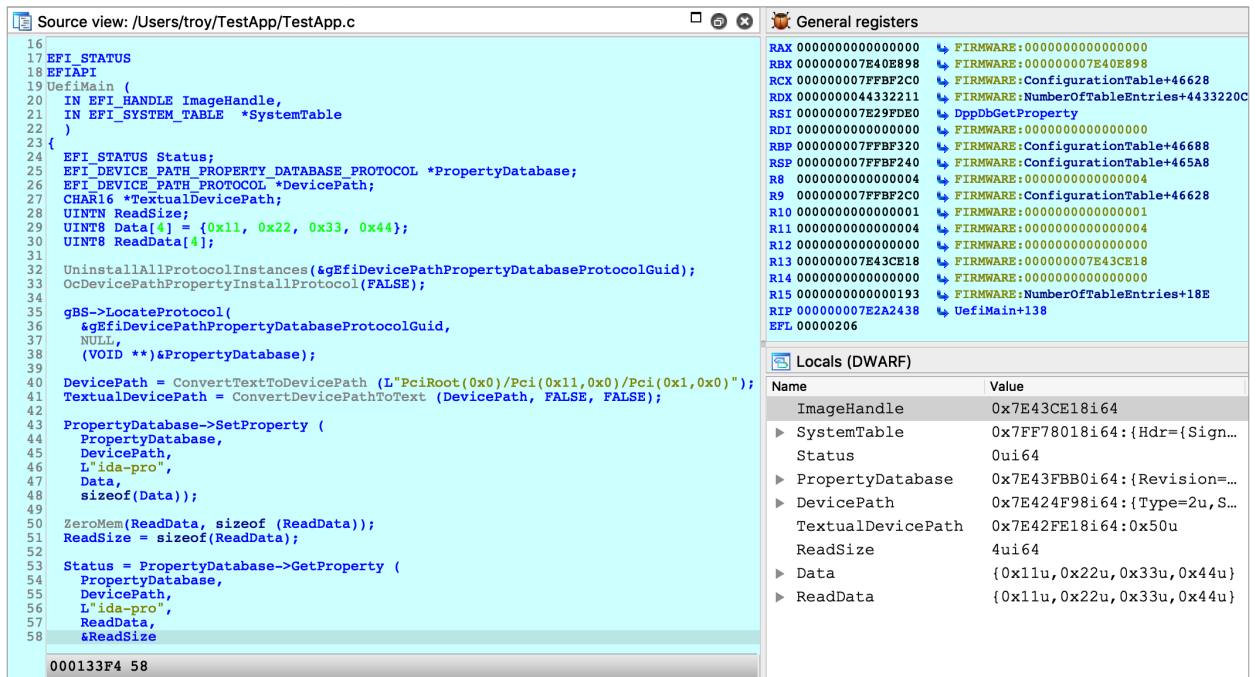 Source view: /Users/troy/TestApp/TestApp.c
16
17 EFI_STATUS
18 EFIAPI
19 UefiMain (
20   IN EFI_HANDLE ImageHandle,
21   IN EFI_SYSTEM_TABLE  *SystemTable
22   )
23 {
24   EFI_STATUS Status;
25   EFI_DEVICE_PATH_PROPERTY_DATABASE_PROTOCOL *PropertyDatabase;
26   EFI_DEVICE_PATH_PROTOCOL *DevicePath;
27   CHAR16 *TextualDevicePath;
28   UINTN ReadSize;
29   UINT8 Data[4] = {0x11, 0x22, 0x33, 0x44};
30   UINT8 ReadData[4];
31
32   UninstallAllProtocolInstances(&gEfiDevicePathPropertyDatabaseProtocolGuid);
33   OcDevicePathPropertyInstallProtocol(FALSE);
34
35   gBS->LocateProtocol(
36     &gEfiDevicePathPropertyDatabaseProtocolGuid,
37     NULL,
38     (VOID **)&PropertyDatabase);
39
40   DevicePath = ConvertTextToDevicePath (L"PciRoot(0x0)/Pci(0x11,0x0)/Pci(0x1,0x0)");
41   TextualDevicePath = ConvertDevicePathToText (DevicePath, FALSE, FALSE);
42
43   PropertyDatabase->SetProperty (
44     PropertyDatabase,
45     DevicePath,
46     L"ida-pro",
47     Data,
48     sizeof(Data));
49
50   ZeroMem(ReadData, sizeof (ReadData));
51   ReadSize = sizeof(ReadData);
52
53   Status = PropertyDatabase->GetProperty (
54     PropertyDatabase,
55     DevicePath,
56     L"ida-pro",
57     ReadData,
58     &ReadSize
000133F4 58
General registers
RAX 0000000000000000 FIRMWARE:0000000000000000
RBX 000000007E40E898 FIRMWARE:000000007E40E898
RCX 000000007FFBF2C0 FIRMWARE:ConfigurationTable+46628
RDX 0000000044332211 FIRMWARE:NumberOfTableEntries+4433220C
RSI 000000007E29FDE0 DppDbGetProperty
RDI 0000000000000000 FIRMWARE:0000000000000000
RBP 000000007FFBF320 FIRMWARE:ConfigurationTable+46688
RSP 000000007FFBF240 FIRMWARE:ConfigurationTable+465A8
R8 0000000000000004 FIRMWARE:0000000000000004
R9 000000007FFBF2C0 FIRMWARE:ConfigurationTable+46628
R10 0000000000000001 FIRMWARE:0000000000000001
R11 0000000000000004 FIRMWARE:0000000000000004
R12 0000000000000000 FIRMWARE:0000000000000000
R13 000000007E43CE18 FIRMWARE:000000007E43CE18
R14 0000000000000000 FIRMWARE:0000000000000000
R15 0000000000000193 FIRMWARE:NumberOfTableEntries+18E
RIP 000000007E2A2438 UefiMain+138
EFL 00000206
Locals (DWARF)
Name Value
ImageHandle 0x7E43CE18i64
SystemTable 0x7FF78018i64:{Hdr={Sign…
Status 0ui64
PropertyDatabase 0x7E43FBB0i64:{Revision=…
DevicePath 0x7E424F98i64:{Type=2u,S…
TextualDevicePath 0x7E42FE18i64:0x50u
ReadSize 4ui64
Data {0x11u,0x22u,0x33u,0x44u}
ReadData {0x11u,0x22u,0x33u,0x44u}